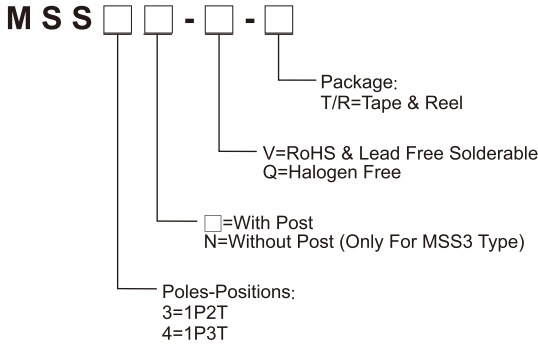 MSS□□-□-□
Package:
T/R=Tape & Reel
V=RoHS & Lead Free Solderable
Q=Halogen Free
□=With Post
N=Without Post (Only For MSS3 Type)
Poles-Positions:
3=1P2T
4=1P3T